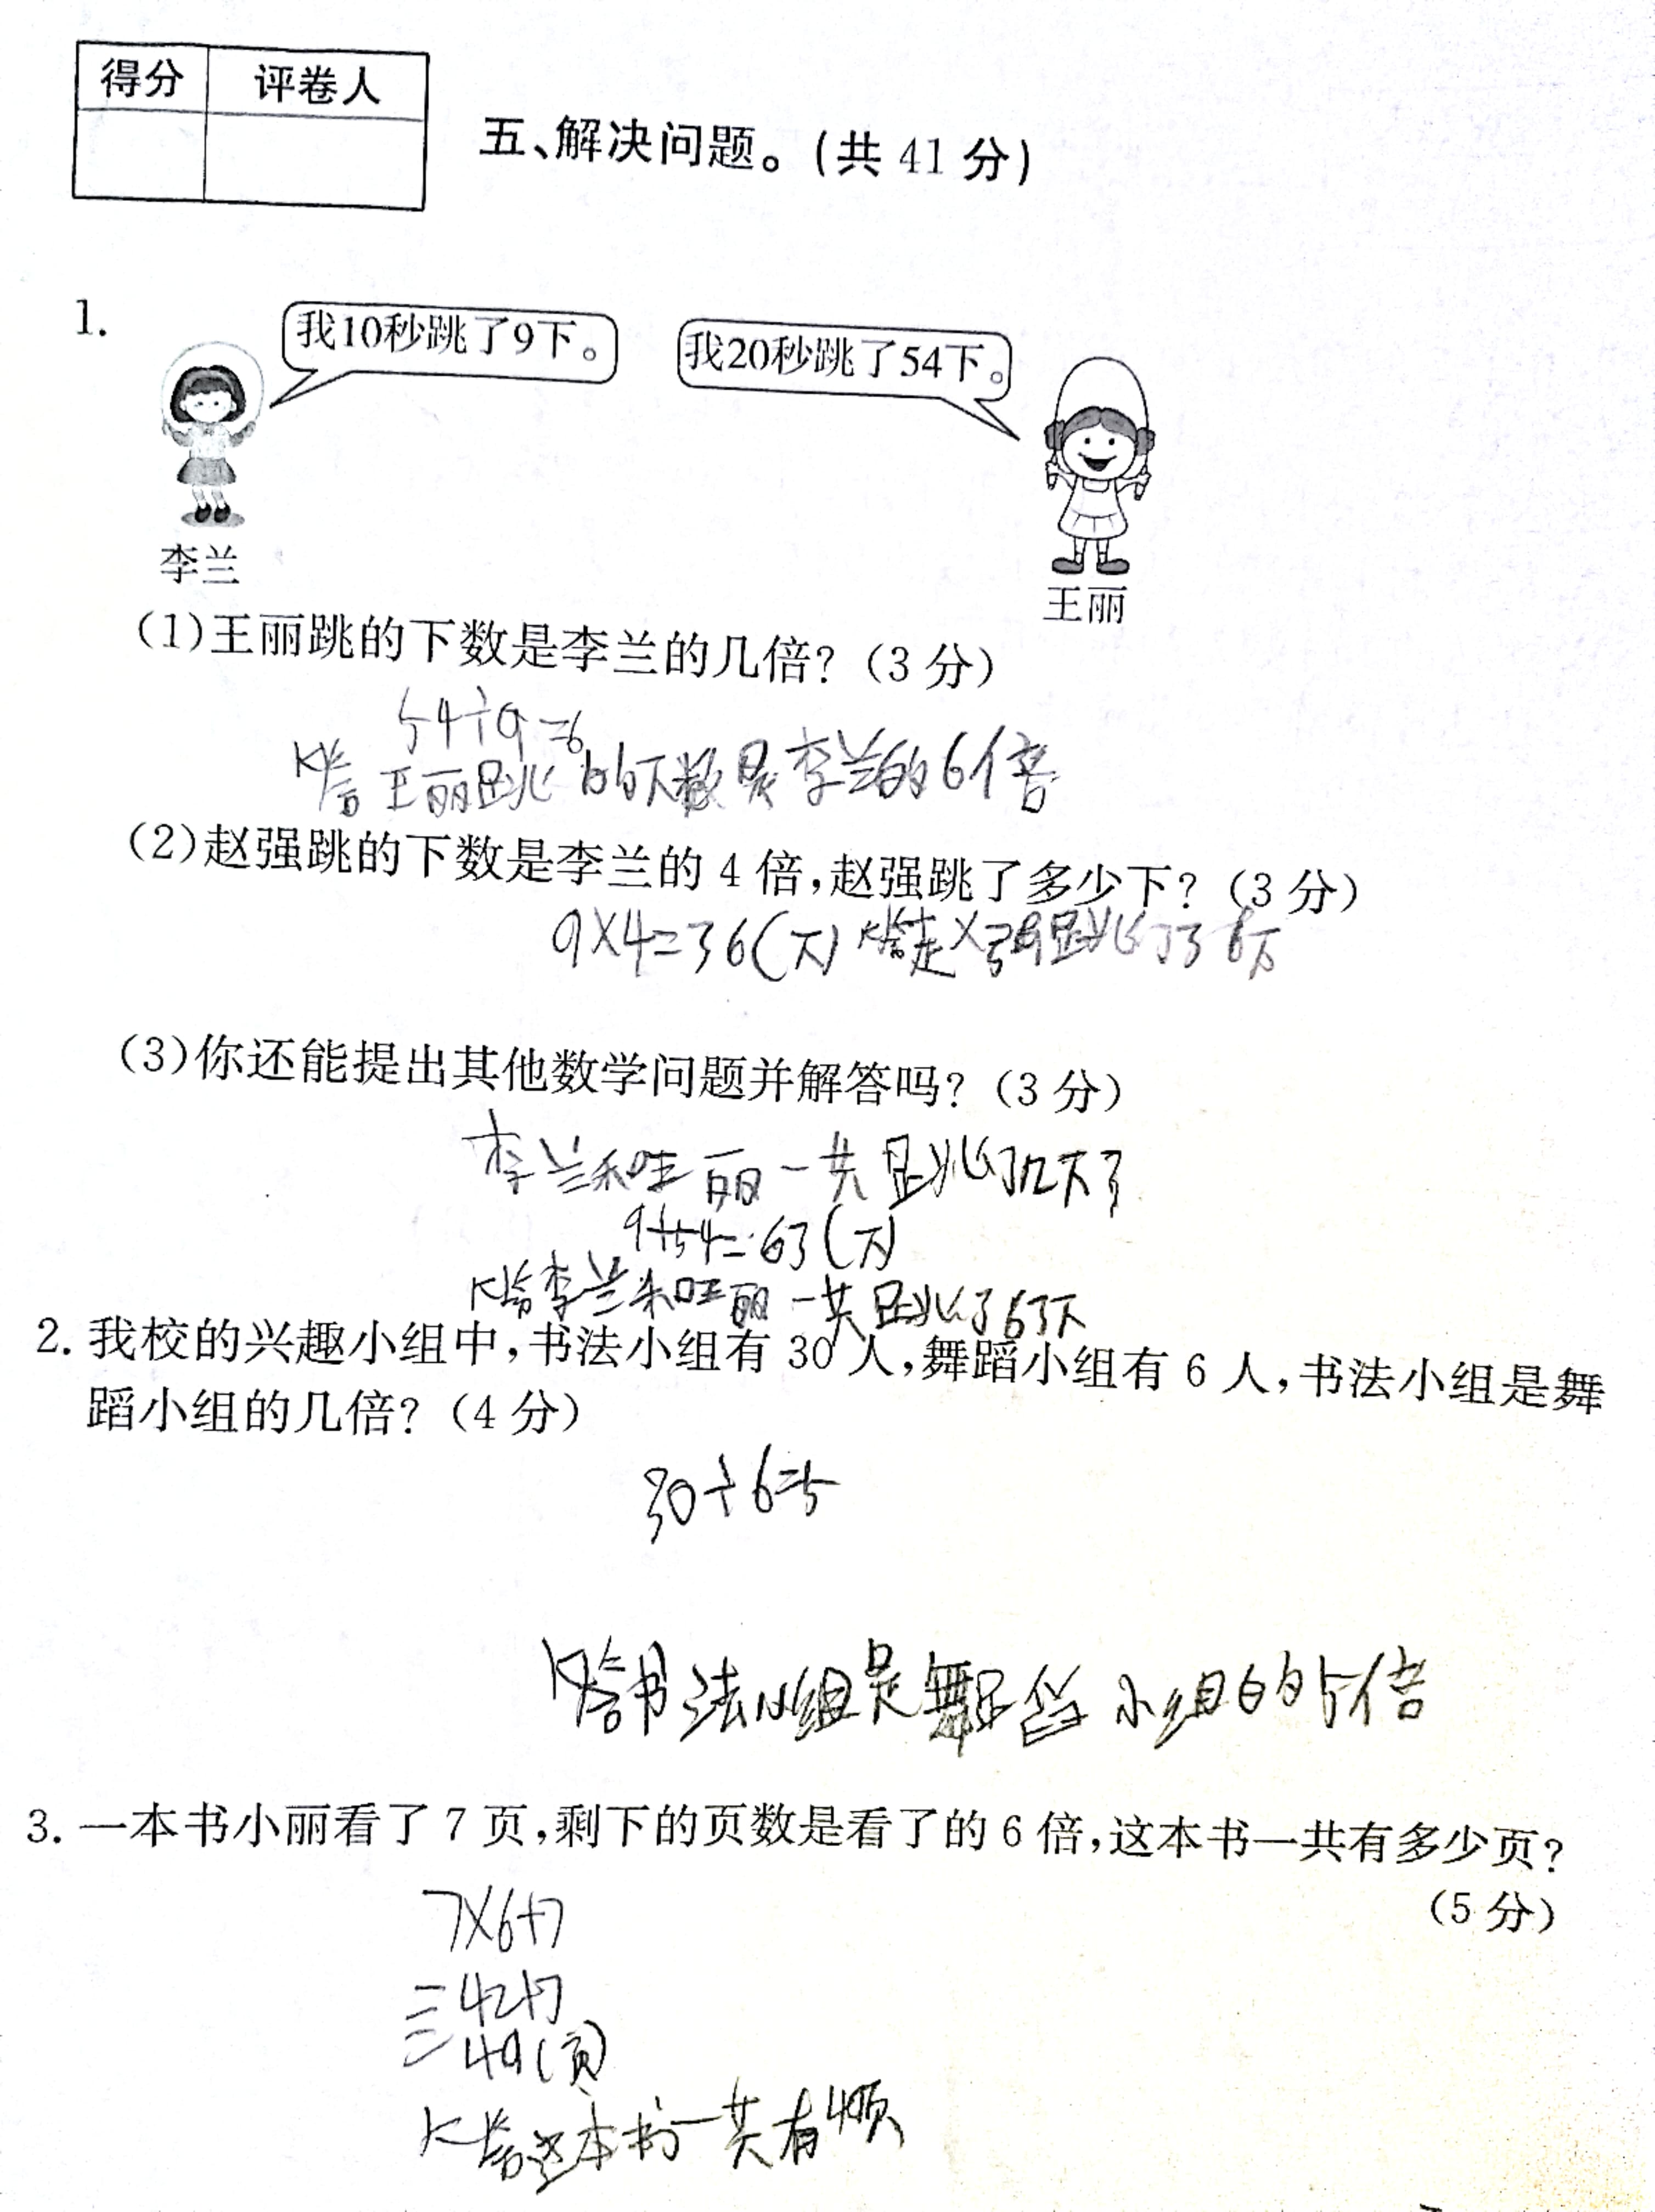 得分 评卷人
五、解决问题。(共 41 分)
1.
我10秒跳了9下。 我20秒跳了54下。
李兰
王丽
(1)王丽跳的下数是李兰的几倍?(3 分)
54÷9=6
答王丽跳的下数是李兰的6倍
(2)赵强跳的下数是李兰的 4 倍,赵强跳了多少下?(3 分)
9×4=36(下) 答赵强跳了36下
(3)你还能提出其他数学问题并解答吗?(3 分)
李兰和王丽一共跳了几下?
9+54=63(下)
答李兰和王丽一共跳了63下
2. 我校的兴趣小组中,书法小组有 30 人,舞蹈小组有 6 人,书法小组是舞
蹈小组的几倍?(4 分)
30÷6=5
答书法小组是舞蹈小组的5倍
3. 一本书小丽看了 7 页,剩下的页数是看了的 6 倍,这本书一共有多少页?
(5 分)
7×6+7
=42+7
=49(页)
答这本书一共有49页